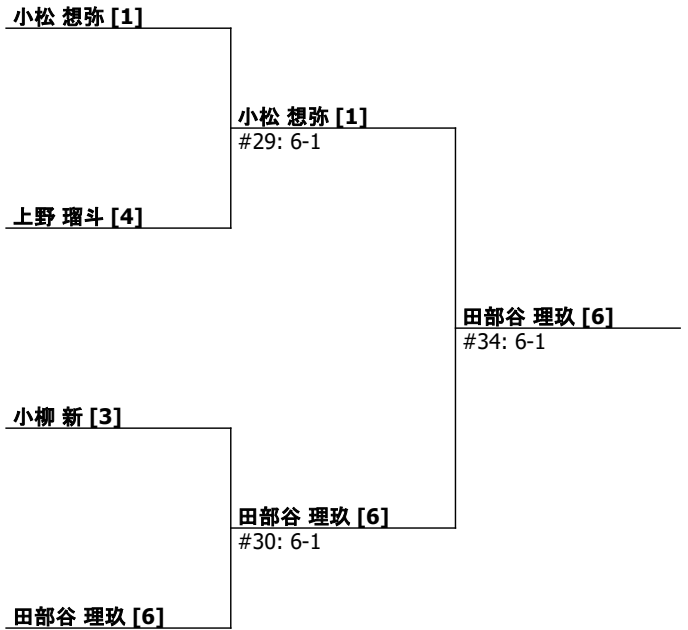 小松 想弥 [1]
小松 想弥 [1]
#29: 6-1
上野 瑠斗 [4]
田部谷 理玖 [6]
#34: 6-1
小柳 新 [3]
田部谷 理玖 [6]
#30: 6-1
田部谷 理玖 [6]